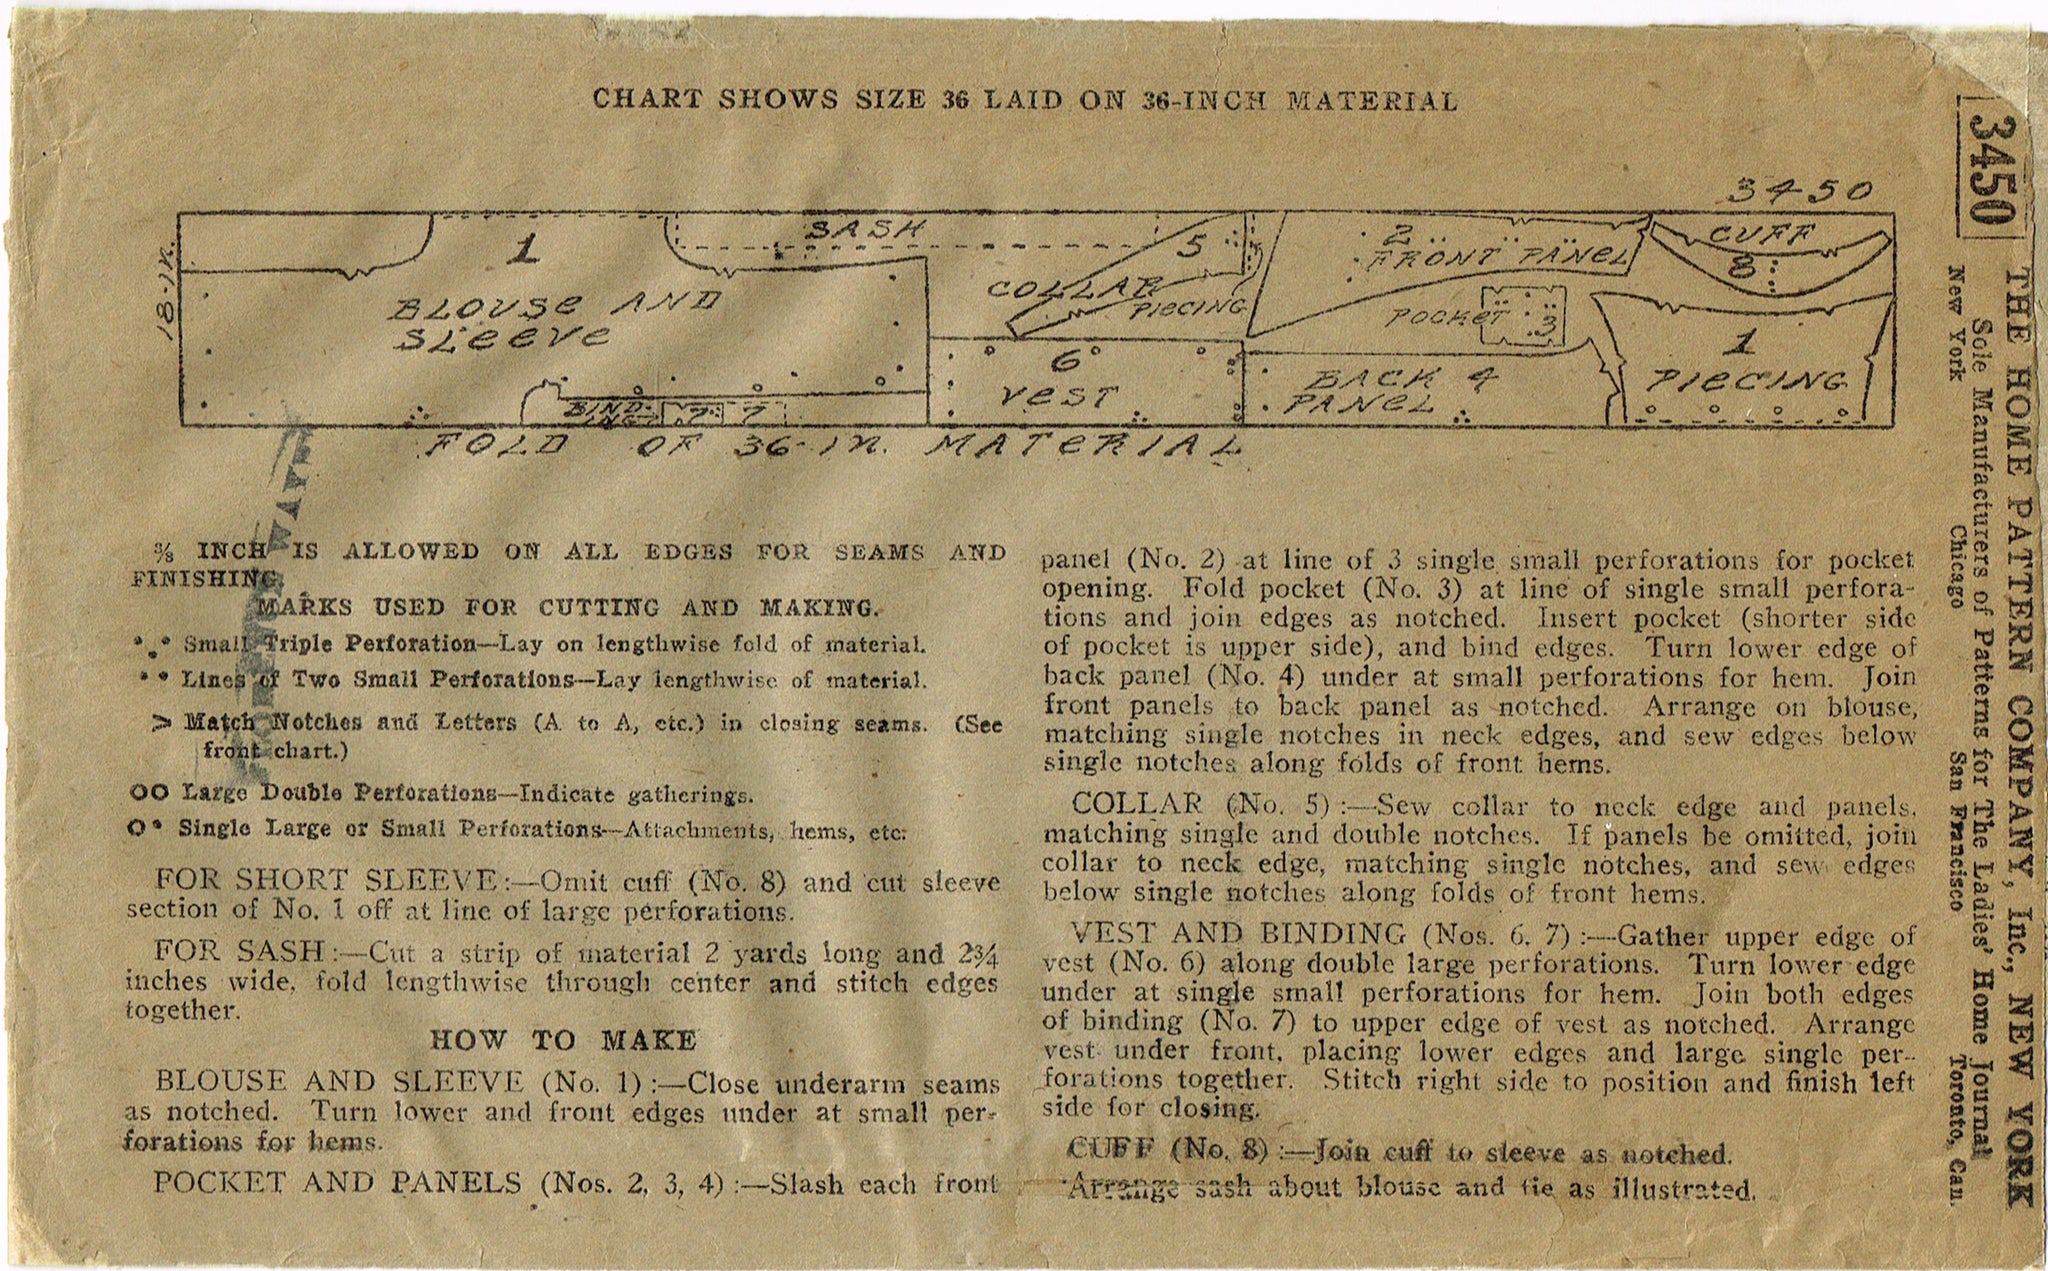 CHART SHOWS SIZE 36 LAID ON 36-INCH MATERIAL
3450
18-IN.
1
BLOUSE AND
SLEEVE
SASH
COLLAR
5
PIECING
2
FRONT PANEL
CUFF
8
POCKET 3
BIND-
ING
7
7
6
VEST
BACK 4
PANEL
1
PIECING
FOLD OF 36-IN. MATERIAL
⅜ INCH IS ALLOWED ON ALL EDGES FOR SEAMS AND
FINISHING.
MARKS USED FOR CUTTING AND MAKING.
Small Triple Perforation—Lay on lengthwise fold of material.
Lines of Two Small Perforations—Lay lengthwise of material.
Match Notches and Letters (A to A, etc.) in closing seams. (See
front chart.)
Large Double Perforations—Indicate gatherings.
Single Large or Small Perforations—Attachments, hems, etc.
FOR SHORT SLEEVE:—Omit cuff (No. 8) and cut sleeve
section of No. 1 off at line of large perforations.
FOR SASH:—Cut a strip of material 2 yards long and 2¾
inches wide, fold lengthwise through center and stitch edges
together.
HOW TO MAKE
BLOUSE AND SLEEVE (No. 1):—Close underarm seams
as notched. Turn lower and front edges under at small per-
forations for hems.
POCKET AND PANELS (Nos. 2, 3, 4):—Slash each front
panel (No. 2) at line of 3 single small perforations for pocket
opening. Fold pocket (No. 3) at line of single small perfora-
tions and join edges as notched. Insert pocket (shorter side
of pocket is upper side), and bind edges. Turn lower edge of
back panel (No. 4) under at small perforations for hem. Join
front panels to back panel as notched. Arrange on blouse,
matching single notches in neck edges, and sew edges below
single notches along folds of front hems.
COLLAR (No. 5):—Sew collar to neck edge and panels,
matching single and double notches. If panels be omitted, join
collar to neck edge, matching single notches, and sew edges
below single notches along folds of front hems.
VEST AND BINDING (Nos. 6, 7):—Gather upper edge of
vest (No. 6) along double large perforations. Turn lower edge
under at single small perforations for hem. Join both edges
of binding (No. 7) to upper edge of vest as notched. Arrange
vest under front, placing lower edges and large single per-
forations together. Stitch right side to position and finish left
side for closing.
CUFF (No. 8):—Join cuff to sleeve as notched.
Arrange sash about blouse and tie as illustrated.
3450
THE HOME PATTERN COMPANY, Inc., NEW YORK
Sole Manufacturers of Patterns for The Ladies' Home Journal
New York Chicago San Francisco Toronto, Can.